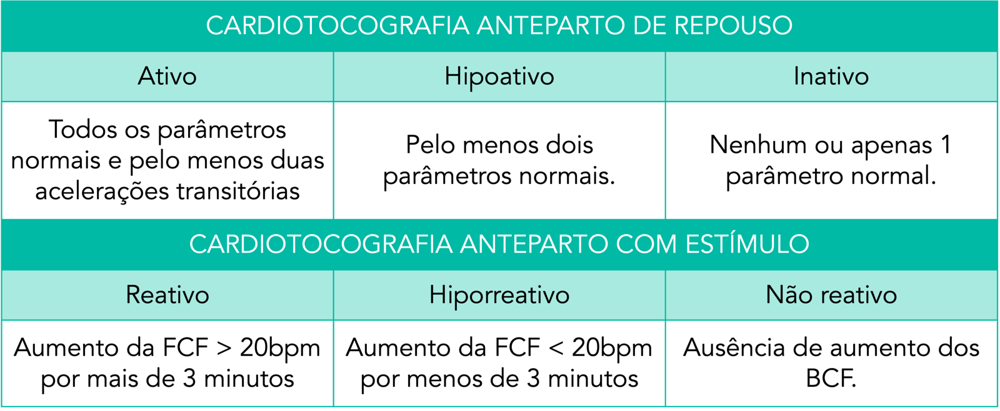 CARDIOTOCOGRAFIA ANTEPARTO DE REPOUSO
Ativo
Hipoativo
Inativo
Todos os parâmetros
normais e pelo menos duas
acelerações transitórias
Pelo menos dois
parâmetros normais.
Nenhum ou apenas 1
parâmetro normal.
CARDIOTOCOGRAFIA ANTEPARTO COM ESTÍMULO
Reativo
Hiporreativo
Não reativo
Aumento da FCF > 20bpm
por mais de 3 minutos
Aumento da FCF < 20bpm
por menos de 3 minutos
Ausência de aumento dos
BCF.